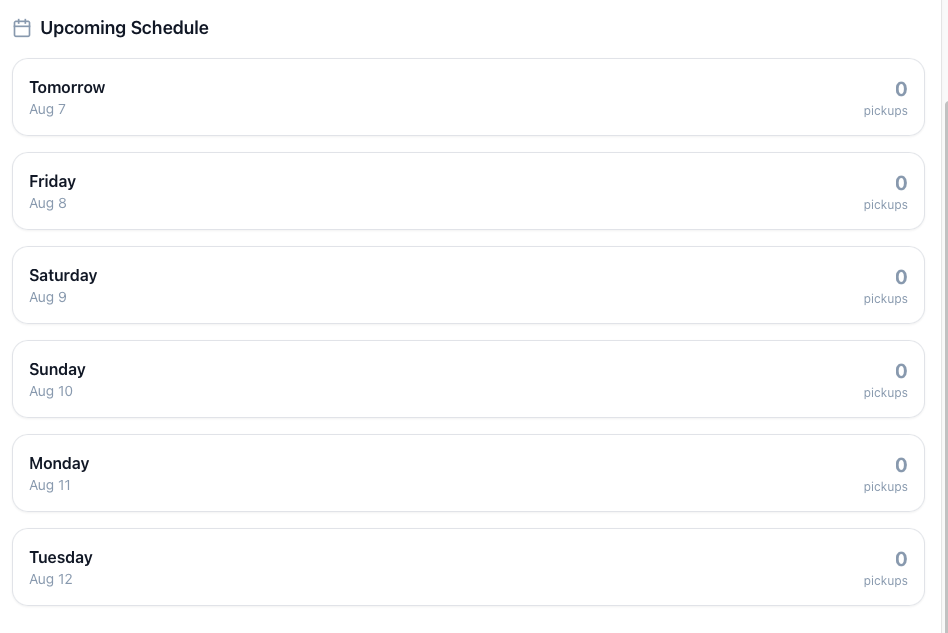 Upcoming Schedule
Tomorrow
Aug 7
0
pickups
Friday
Aug 8
0
pickups
Saturday
Aug 9
0
pickups
Sunday
Aug 10
0
pickups
Monday
Aug 11
0
pickups
Tuesday
Aug 12
0
pickups